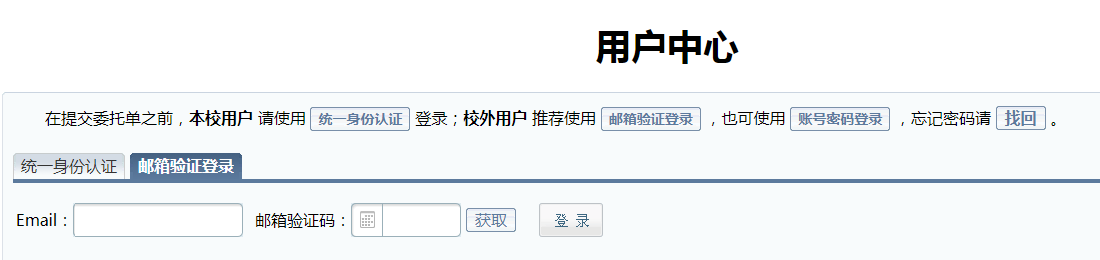 用户中心
在提交委托单之前，本校用户 请使用 统一身份认证 登录；校外用户 推荐使用 邮箱验证登录 ，也可使用 账号密码登录 ，忘记密码请 找回 。
统一身份认证 邮箱验证登录
Email： 邮箱验证码： 获取 登 录